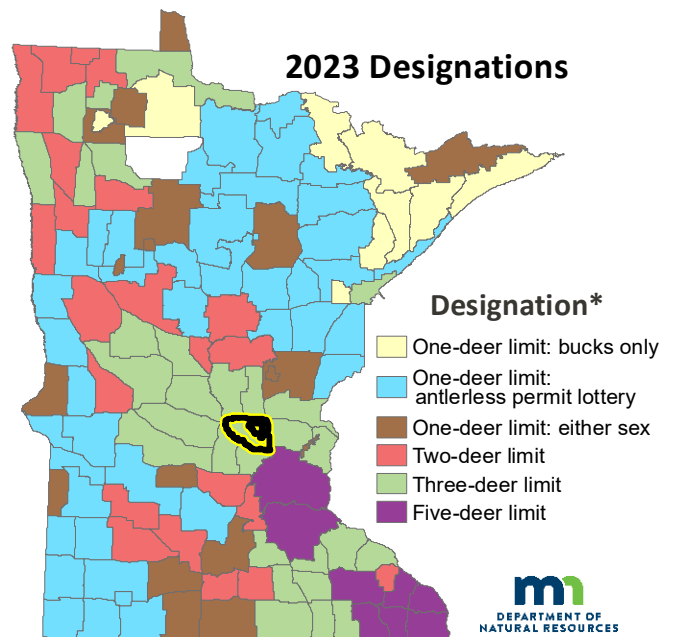 2023 Designations
Designation*
One-deer limit: bucks only
One-deer limit:
antlerless permit lottery
One-deer limit: either sex
Two-deer limit
Three-deer limit
Five-deer limit
mn
DEPARTMENT OF
NATURAL RESOURCES